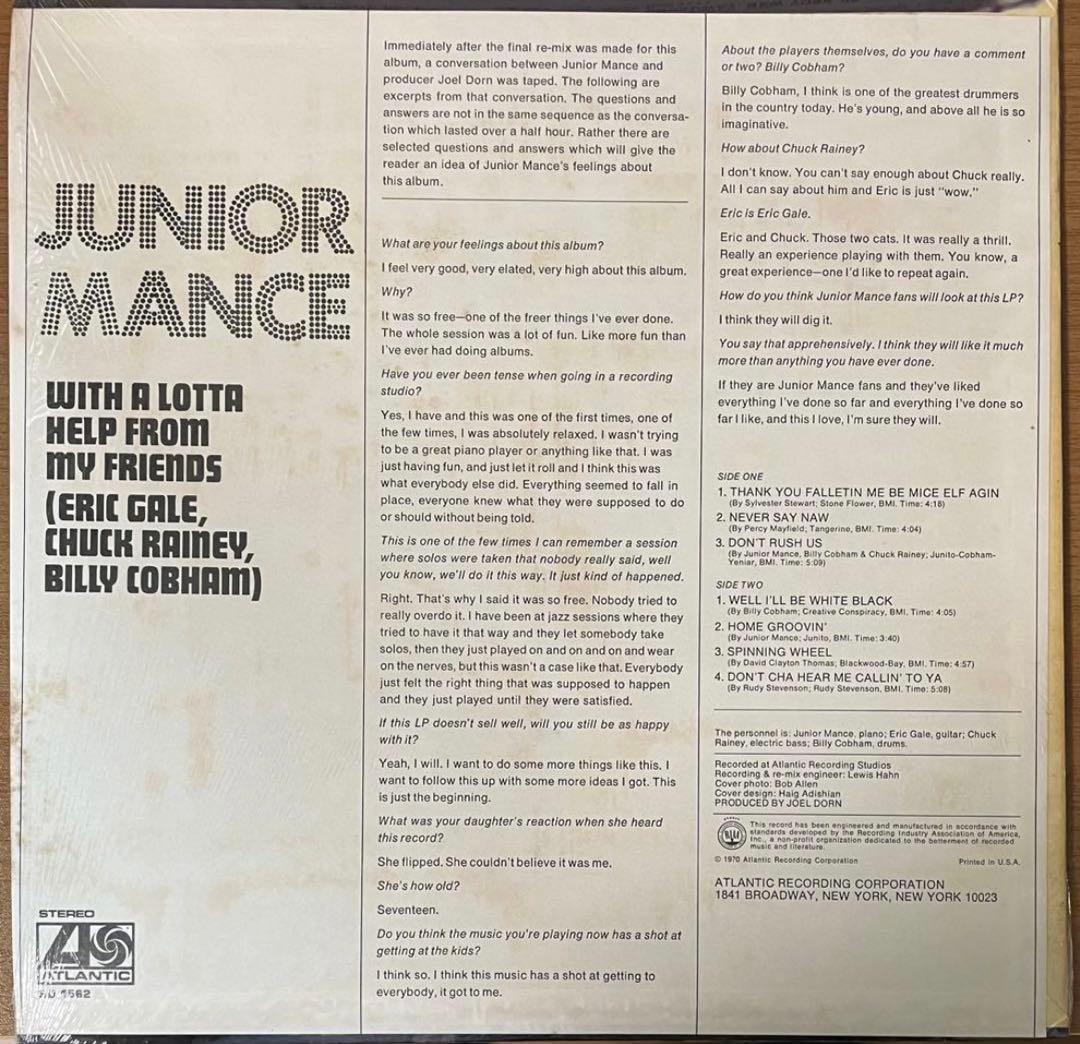 JUNIOR
MANCE
WITH A LOTTA
HELP FROM
MY FRIENDS
(ERIC GALE,
CHUCK RAINEY,
BILLY COBHAM)
STEREO
ATLANTIC
SD 1562
Immediately after the final re-mix was made for this
album, a conversation between Junior Mance and
producer Joel Dorn was taped. The following are
excerpts from that conversation. The questions and
answers are not in the same sequence as the conversa-
tion which lasted over a half hour. Rather there are
selected questions and answers which will give the
reader an idea of Junior Mance's feelings about
this album.
What are your feelings about this album?
I feel very good, very elated, very high about this album.
Why?
It was so free—one of the freer things I've ever done.
The whole session was a lot of fun. Like more fun than
I've ever had doing albums.
Have you ever been tense when going in a recording
studio?
Yes, I have and this was one of the first times, one of
the few times, I was absolutely relaxed. I wasn't trying
to be a great piano player or anything like that. I was
just having fun, and just let it roll and I think this was
what everybody else did. Everything seemed to fall in
place, everyone knew what they were supposed to do
or should without being told.
This is one of the few times I can remember a session
where solos were taken that nobody really said, well
you know, we'll do it this way. It just kind of happened.
Right. That's why I said it was so free. Nobody tried to
really overdo it. I have been at jazz sessions where they
tried to have it that way and they let somebody take
solos, then they just played on and on and on and wear
on the nerves, but this wasn't a case like that. Everybody
just felt the right thing that was supposed to happen
and they just played until they were satisfied.
If this LP doesn't sell well, will you still be as happy
with it?
Yeah, I will. I want to do some more things like this. I
want to follow this up with some more ideas I got. This
is just the beginning.
What was your daughter's reaction when she heard
this record?
She flipped. She couldn't believe it was me.
She's how old?
Seventeen.
Do you think the music you're playing now has a shot at
getting at the kids?
I think so. I think this music has a shot at getting to
everybody, it got to me.
About the players themselves, do you have a comment
or two? Billy Cobham?
Billy Cobham, I think is one of the greatest drummers
in the country today. He's young, and above all he is so
imaginative.
How about Chuck Rainey?
I don't know. You can't say enough about Chuck really.
All I can say about him and Eric is just "wow."
Eric is Eric Gale.
Eric and Chuck. Those two cats. It was really a thrill.
Really an experience playing with them. You know, a
great experience—one I'd like to repeat again.
How do you think Junior Mance fans will look at this LP?
I think they will dig it.
You say that apprehensively. I think they will like it much
more than anything you have ever done.
If they are Junior Mance fans and they've liked
everything I've done so far and everything I've done so
far I like, and this I love, I'm sure they will.
SIDE ONE
1. THANK YOU FALLETIN ME BE MICE ELF AGIN
(By Sylvester Stewart; Stone Flower, BMI. Time: 4:18)
2. NEVER SAY NAW
(By Percy Mayfield; Tangerine, BMI. Time: 4:04)
3. DON'T RUSH US
(By Junior Mance, Billy Cobham & Chuck Rainey; Junito-Cobham-
Yeniar, BMI. Time: 5:09)
SIDE TWO
1. WELL I'LL BE WHITE BLACK
(By Billy Cobham; Creative Conspiracy, BMI. Time: 4:05)
2. HOME GROOVIN'
(By Junior Mance; Junito, BMI. Time: 3:40)
3. SPINNING WHEEL
(By David Clayton Thomas; Blackwood-Bay, BMI. Time: 4:57)
4. DON'T CHA HEAR ME CALLIN' TO YA
(By Rudy Stevenson; Rudy Stevenson, BMI. Time: 5:08)
The personnel is: Junior Mance, piano; Eric Gale, guitar; Chuck
Rainey, electric bass; Billy Cobham, drums.
Recorded at Atlantic Recording Studios
Recording & re-mix engineer: Lewis Hahn
Cover photo: Bob Allen
Cover design: Haig Adishian
PRODUCED BY JOEL DORN
This record has been engineered and manufactured in accordance with
standards developed by the Recording Industry Association of America,
Inc., a non-profit organization dedicated to the betterment of recorded
music and literature.
© 1970 Atlantic Recording Corporation Printed in U.S.A.
ATLANTIC RECORDING CORPORATION
1841 BROADWAY, NEW YORK, NEW YORK 10023